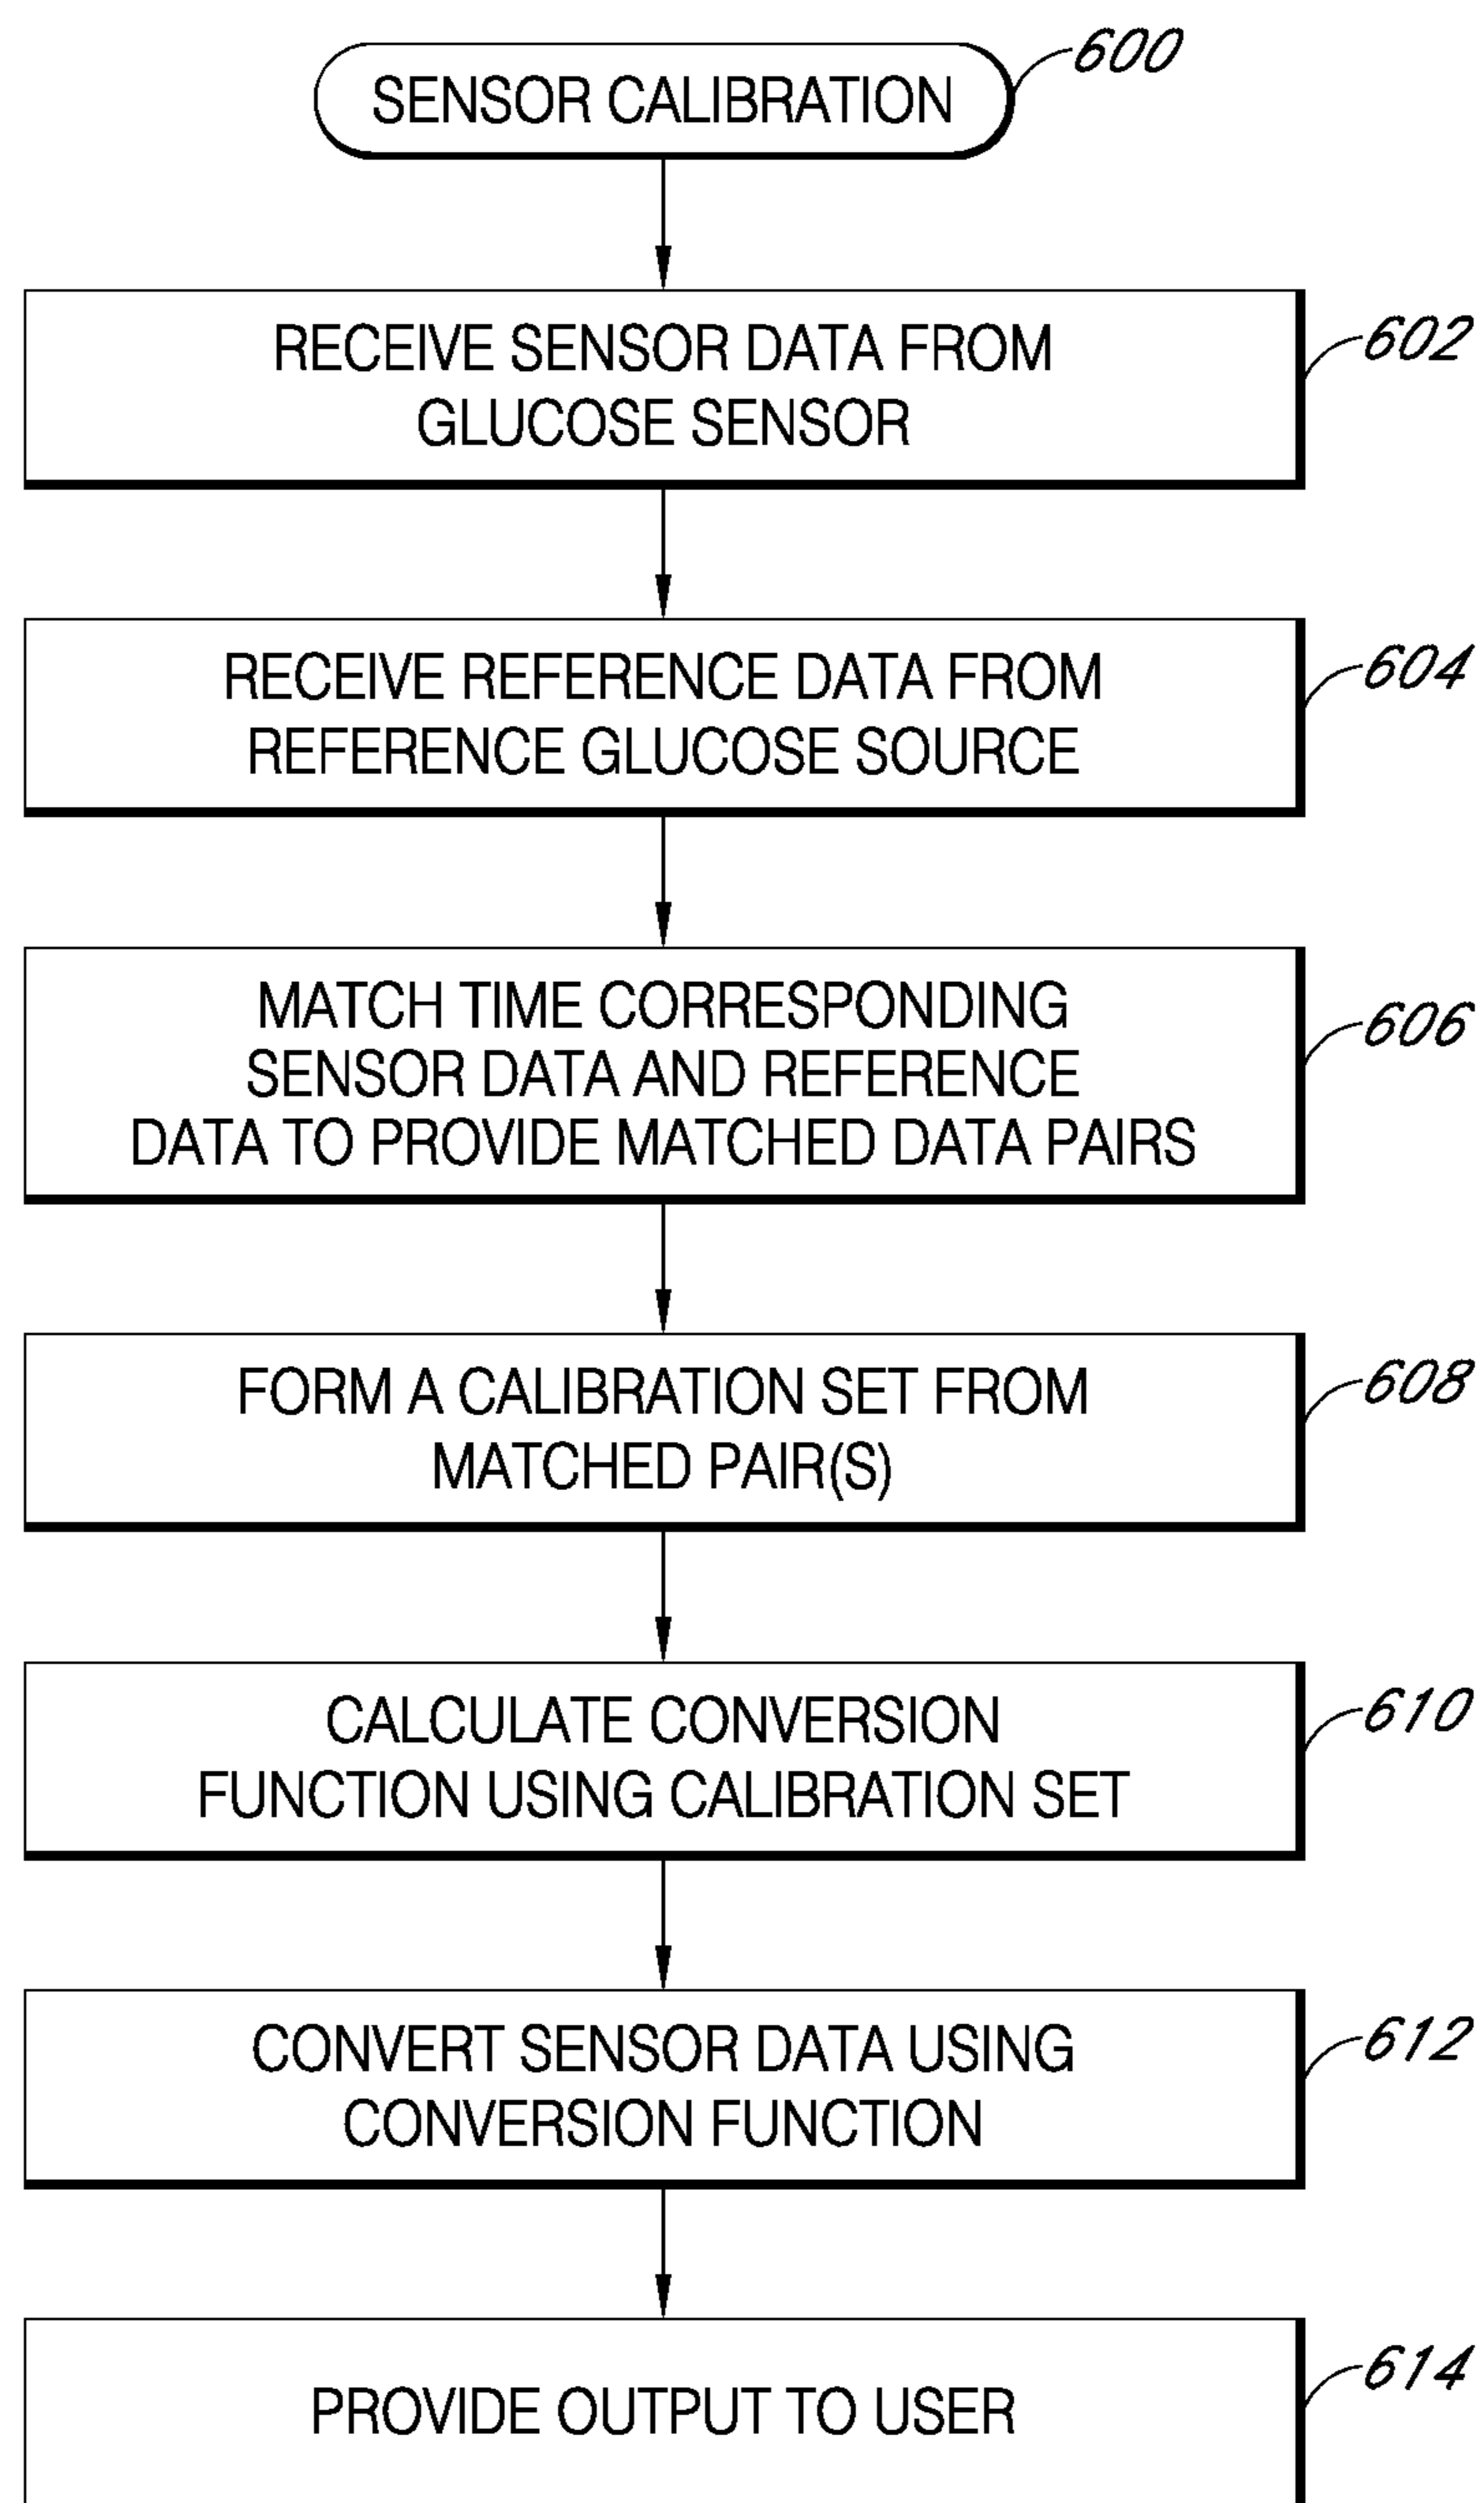 SENSOR CALIBRATION
600
RECEIVE SENSOR DATA FROM
GLUCOSE SENSOR
602
RECEIVE REFERENCE DATA FROM
REFERENCE GLUCOSE SOURCE
604
MATCH TIME CORRESPONDING
SENSOR DATA AND REFERENCE
DATA TO PROVIDE MATCHED DATA PAIRS
606
FORM A CALIBRATION SET FROM
MATCHED PAIR(S)
608
CALCULATE CONVERSION
FUNCTION USING CALIBRATION SET
610
CONVERT SENSOR DATA USING
CONVERSION FUNCTION
612
PROVIDE OUTPUT TO USER
614